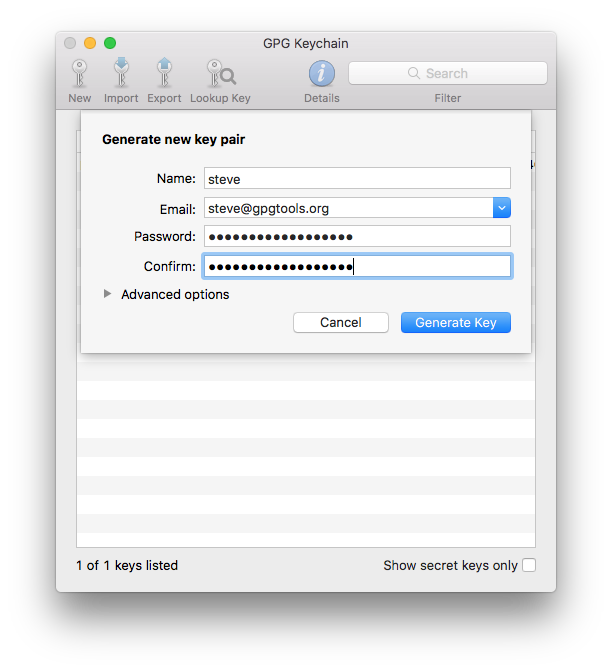 GPG Keychain
New Import Export Lookup Key Details Search Filter
Generate new key pair
Name: steve
Email: steve@gpgtools.org
Password: ●●●●●●●●●●●●●●●●●●
Confirm: ●●●●●●●●●●●●●●●●●●
Advanced options
Cancel Generate Key
1 of 1 keys listed Show secret keys only